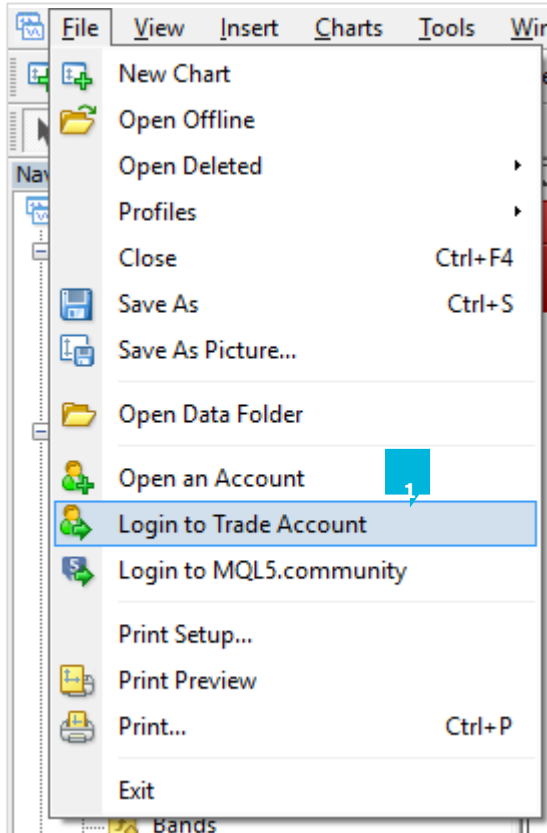 File View Insert Charts Tools
New Chart
Open Offline
Open Deleted
Profiles
Close Ctrl+F4
Save As Ctrl+S
Save As Picture...
Open Data Folder
Open an Account
1
Login to Trade Account
Login to MQL5.community
Print Setup...
Print Preview
Print... Ctrl+P
Exit
Bands